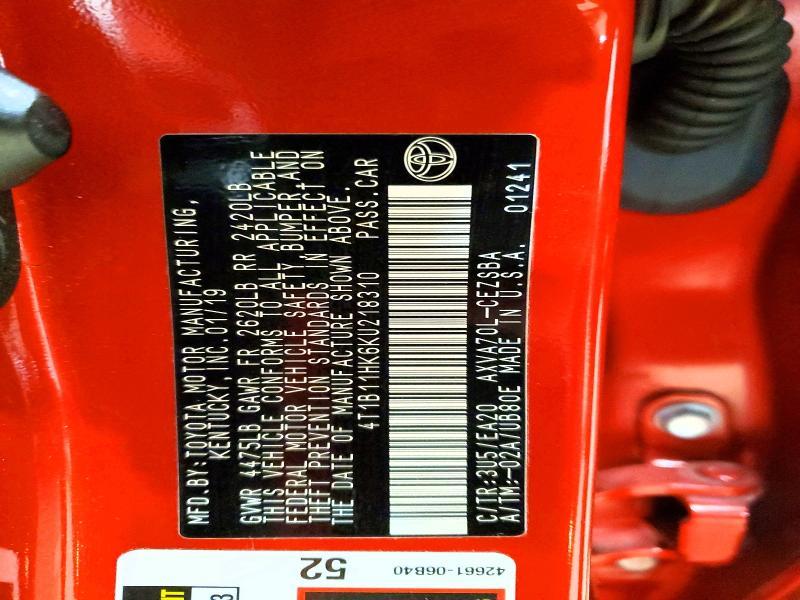 MFD.BY:TOYOTA MOTOR MANUFACTURING,
KENTUCKY, INC. 01/19
GVWR 4475LB GAWR FR 2620LB RR 2420LB
THIS VEHICLE CONFORMS TO ALL APPLICABLE
FEDERAL MOTOR VEHICLE SAFETY, BUMPER, AND
THEFT PREVENTION STANDARDS IN EFFECT ON
THE DATE OF MANUFACTURE SHOWN ABOVE.
4T1B11HK6KU218310 PASS.CAR
C/TR:3U5/EA20 AXVA70L-CEZSBA
A/TM:-02A/UB80E MADE IN U.S.A. 01241
52
42661-06B40